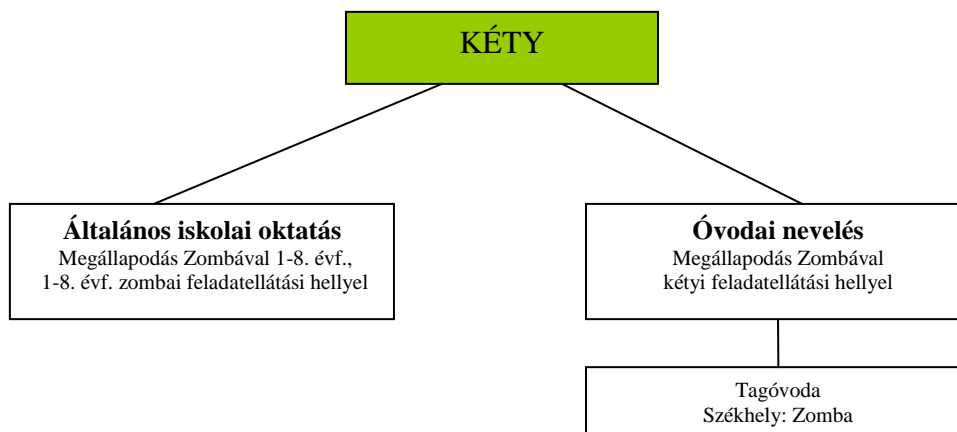 KÉTY
Általános iskolai oktatás
Megállapodás Zombával 1-8. évf.,
1-8. évf. zombai feladatellátási hellyel
Óvodai nevelés
Megállapodás Zombával
kétyi feladatellátási hellyel
Tagóvoda
Székhely: Zomba